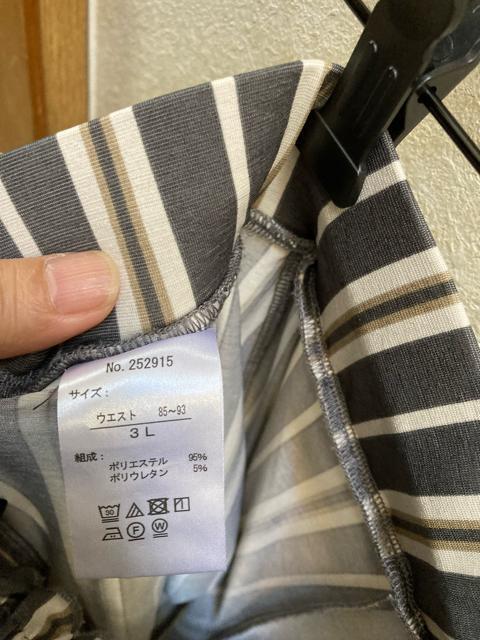 No. 252915
サイズ：
ウエスト 85～93
3L
組成： ポリエステル 95%
ポリウレタン 5%
F W